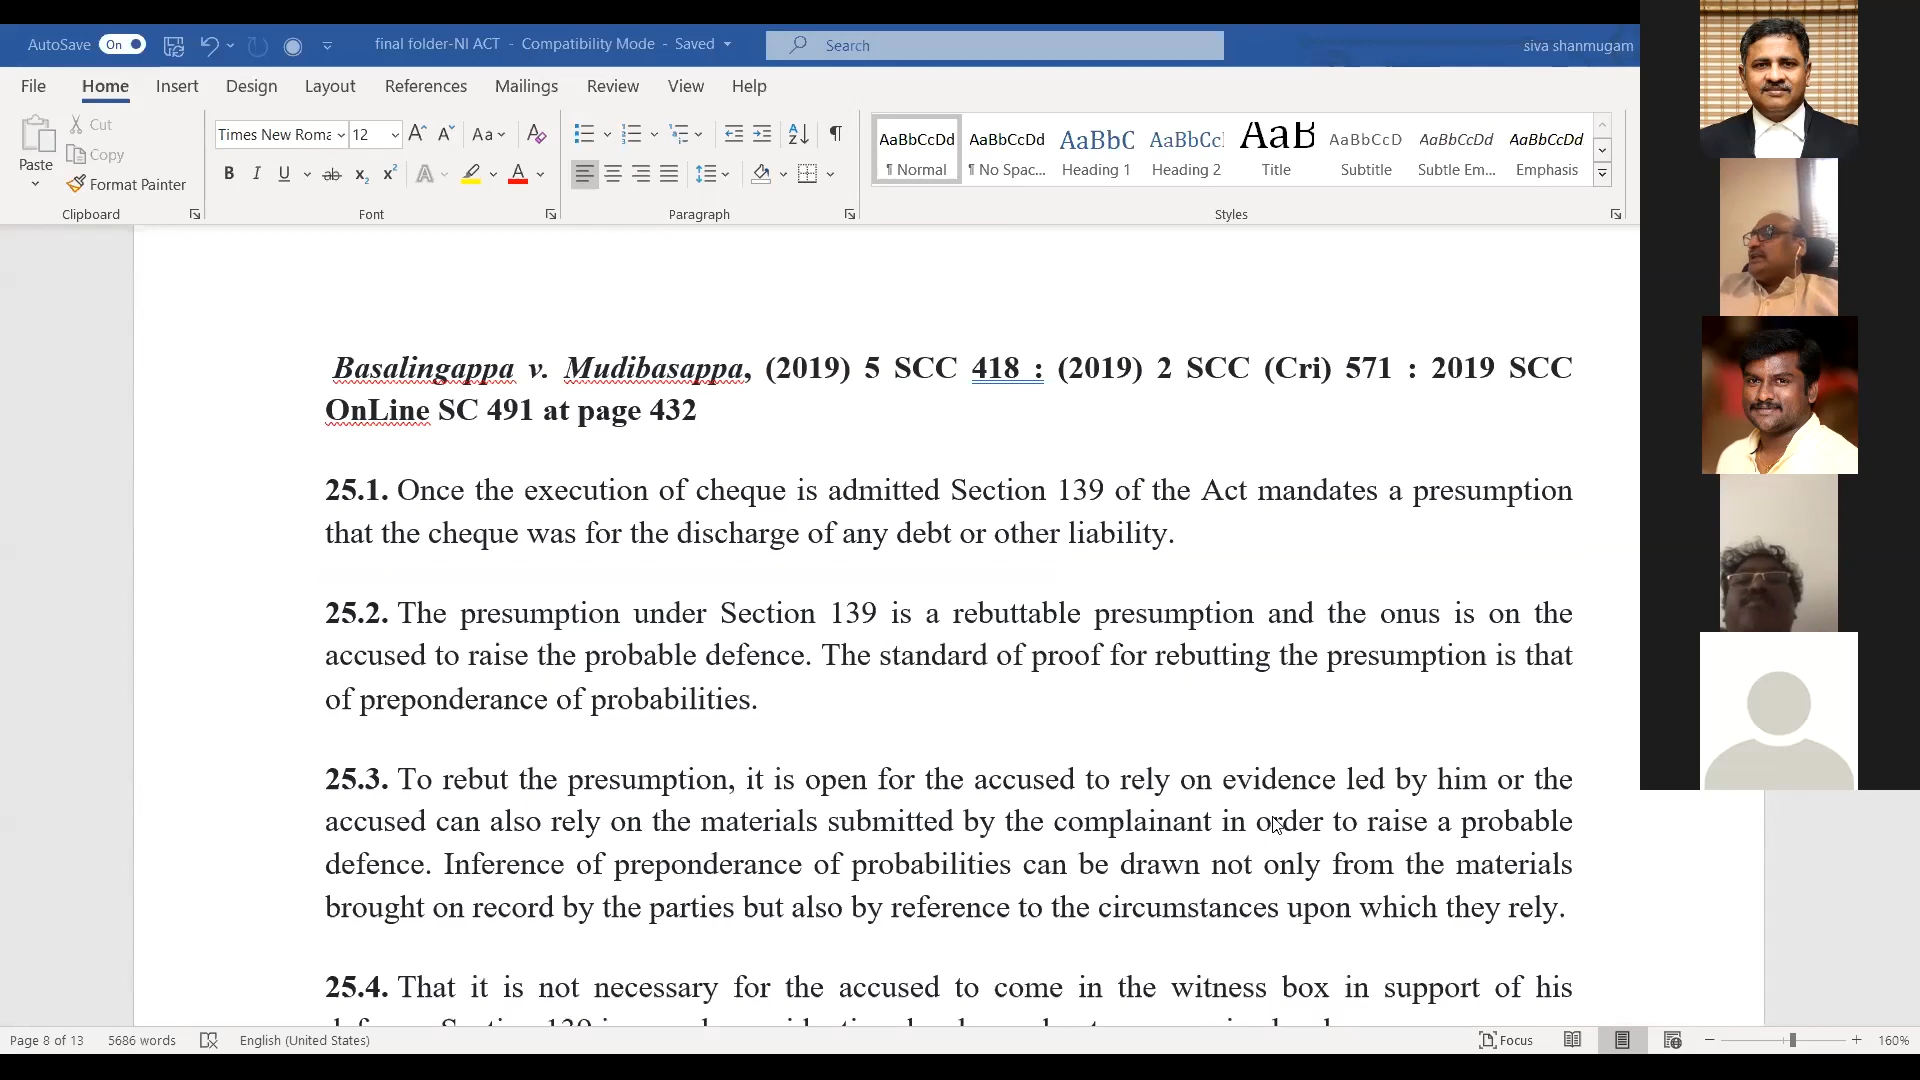 AutoSave On final folder-NI ACT - Compatibility Mode - Saved Search siva shanmugam
File Home Insert Design Layout References Mailings Review View Help
Paste Cut Copy Format Painter
Times New Roma 12
AaBbCcDd AaBbCcDd AaBbC AaBbCcl AaB AaBbCcD AaBbCcDd AaBbCcDd
¶ Normal ¶ No Spac... Heading 1 Heading 2 Title Subtitle Subtle Em... Emphasis
Clipboard Font Paragraph Styles
Basalingappa v. Mudibasappa, (2019) 5 SCC 418 : (2019) 2 SCC (Cri) 571 : 2019 SCC
OnLine SC 491 at page 432
25.1. Once the execution of cheque is admitted Section 139 of the Act mandates a presumption
that the cheque was for the discharge of any debt or other liability.
25.2. The presumption under Section 139 is a rebuttable presumption and the onus is on the
accused to raise the probable defence. The standard of proof for rebutting the presumption is that
of preponderance of probabilities.
25.3. To rebut the presumption, it is open for the accused to rely on evidence led by him or the
accused can also rely on the materials submitted by the complainant in order to raise a probable
defence. Inference of preponderance of probabilities can be drawn not only from the materials
brought on record by the parties but also by reference to the circumstances upon which they rely.
25.4. That it is not necessary for the accused to come in the witness box in support of his
Page 8 of 13 5686 words English (United States) Focus 160%